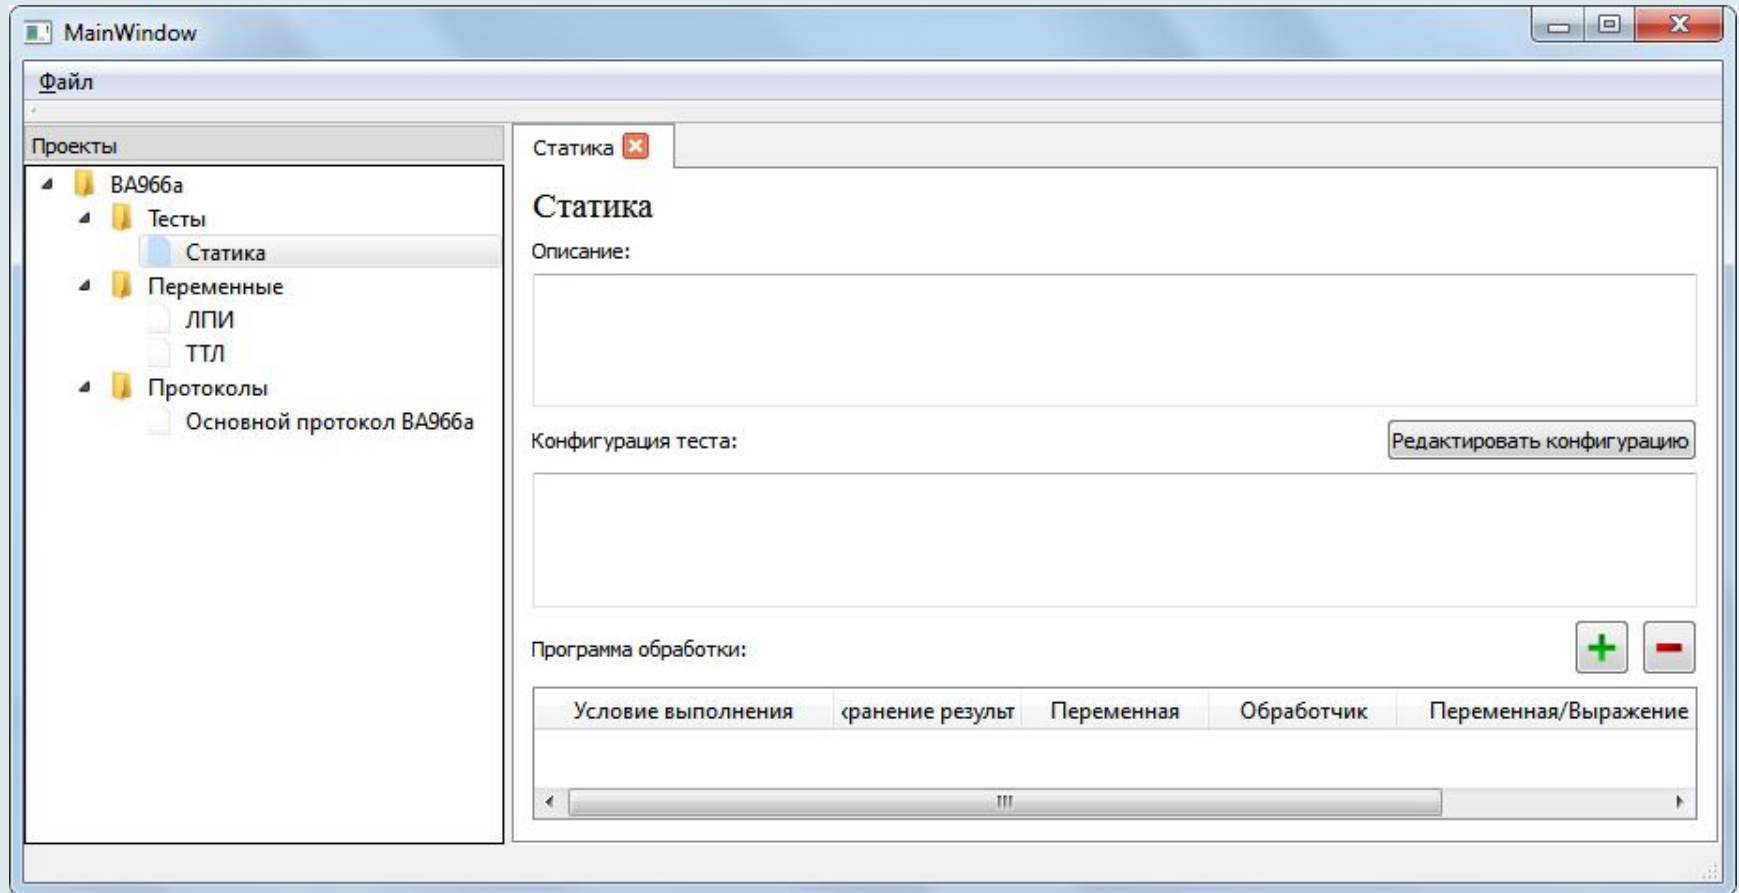 MainWindow
Файл
Проекты
ВА966а
Тесты
Статика
Переменные
ЛПИ
ТТЛ
Протоколы
Основной протокол ВА966а
Статика
Статика
Описание:
Конфигурация теста:
Редактировать конфигурацию
Программа обработки:
Условие выполнения хранение результ Переменная Обработчик Переменная/Выражение